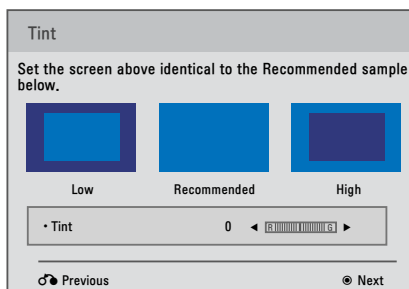 Tint
Set the screen above identical to the Recommended sample
below.
Low Recommended High
• Tint 0 ◄ R G ►
Previous ◉ Next